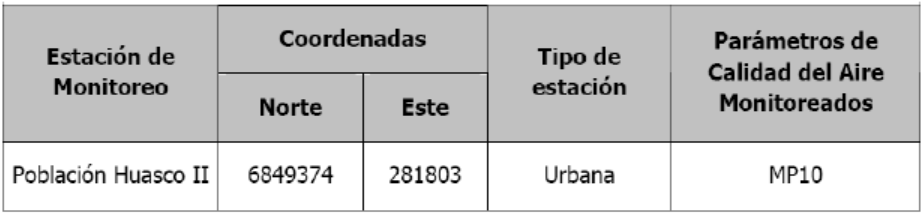 Estación de
Monitoreo
Coordenadas
Norte
Este
Tipo de
estación
Parámetros de
Calidad del Aire
Monitoreados
Población Huasco II
6849374
281803
Urbana
MP10